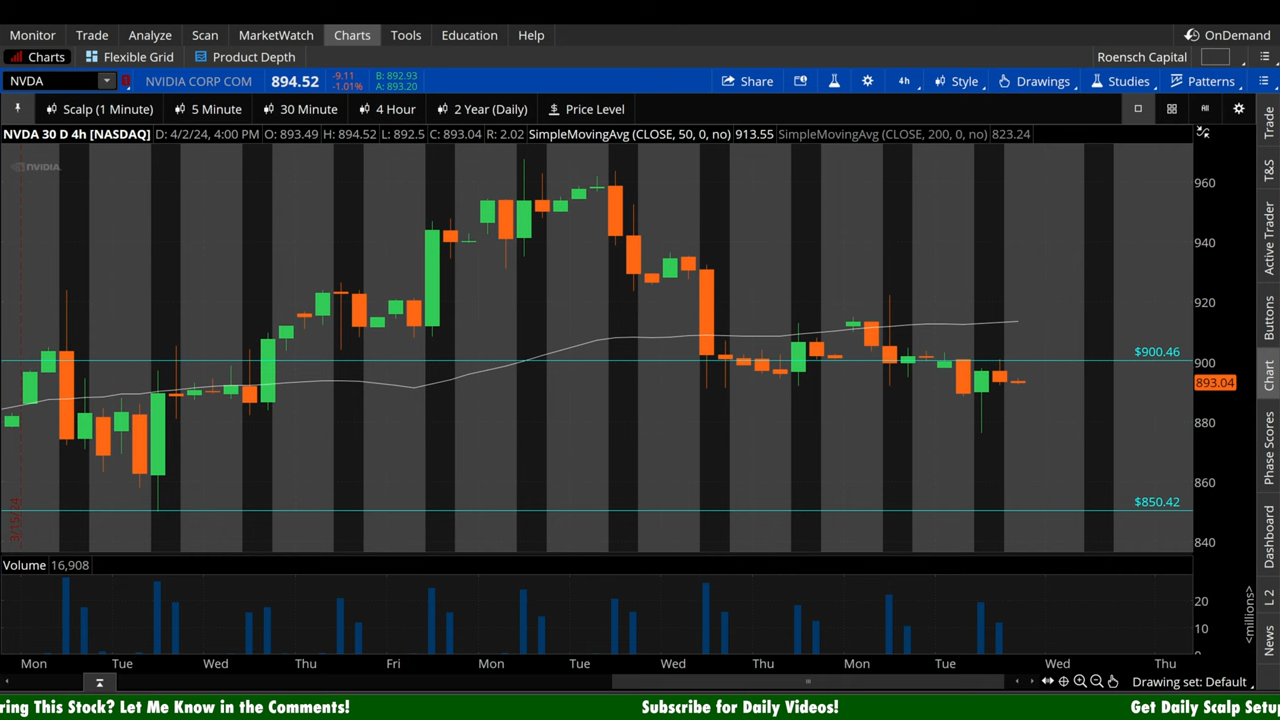 Monitor Trade Analyze Scan MarketWatch Charts Tools Education Help OnDemand
Charts Flexible Grid Product Depth Roensch Capital
NVDA NVIDIA CORP COM 894.52 -9.11 B: 892.93 Share 4h Style Drawings Studies Patterns
-1.01% A: 893.20
Scalp (1 Minute) 5 Minute 30 Minute 4 Hour 2 Year (Daily) Price Level
NVDA 30 D 4h [NASDAQ] D: 4/2/24, 4:00 PM O: 893.49 H: 894.52 L: 892.5 C: 893.04 R: 2.02 SimpleMovingAvg (CLOSE, 50, 0, no) 913.55 SimpleMovingAvg (CLOSE, 200, 0, no) 823.24
NVIDIA
960
940
920
$900.46
900
893.04
880
860
$850.42
840
3/15/24
Volume 16,908
20
10
<millions>
Mon Tue Wed Thu Fri Mon Tue Wed Thu Mon Tue Wed Thu
Drawing set: Default
Trade
T&S
Active Trader
Buttons
Chart
Phase Scores
Dashboard
L 2
News
ring This Stock? Let Me Know in the Comments! Subscribe for Daily Videos! Get Daily Scalp Setu